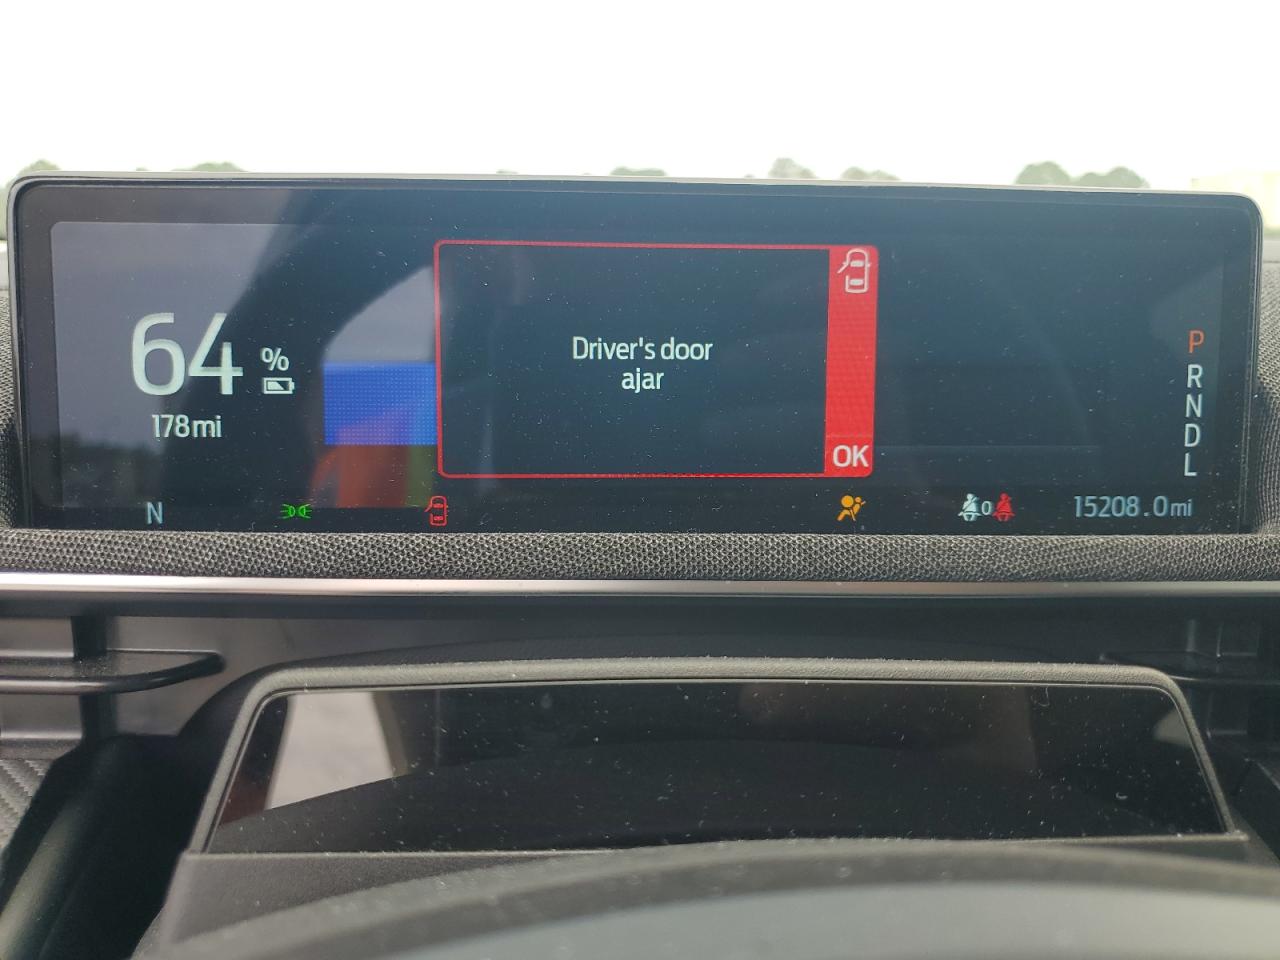 64 %
178mi
Driver's door
ajar
OK
P
R
N
D
L
N
0
15208.0mi